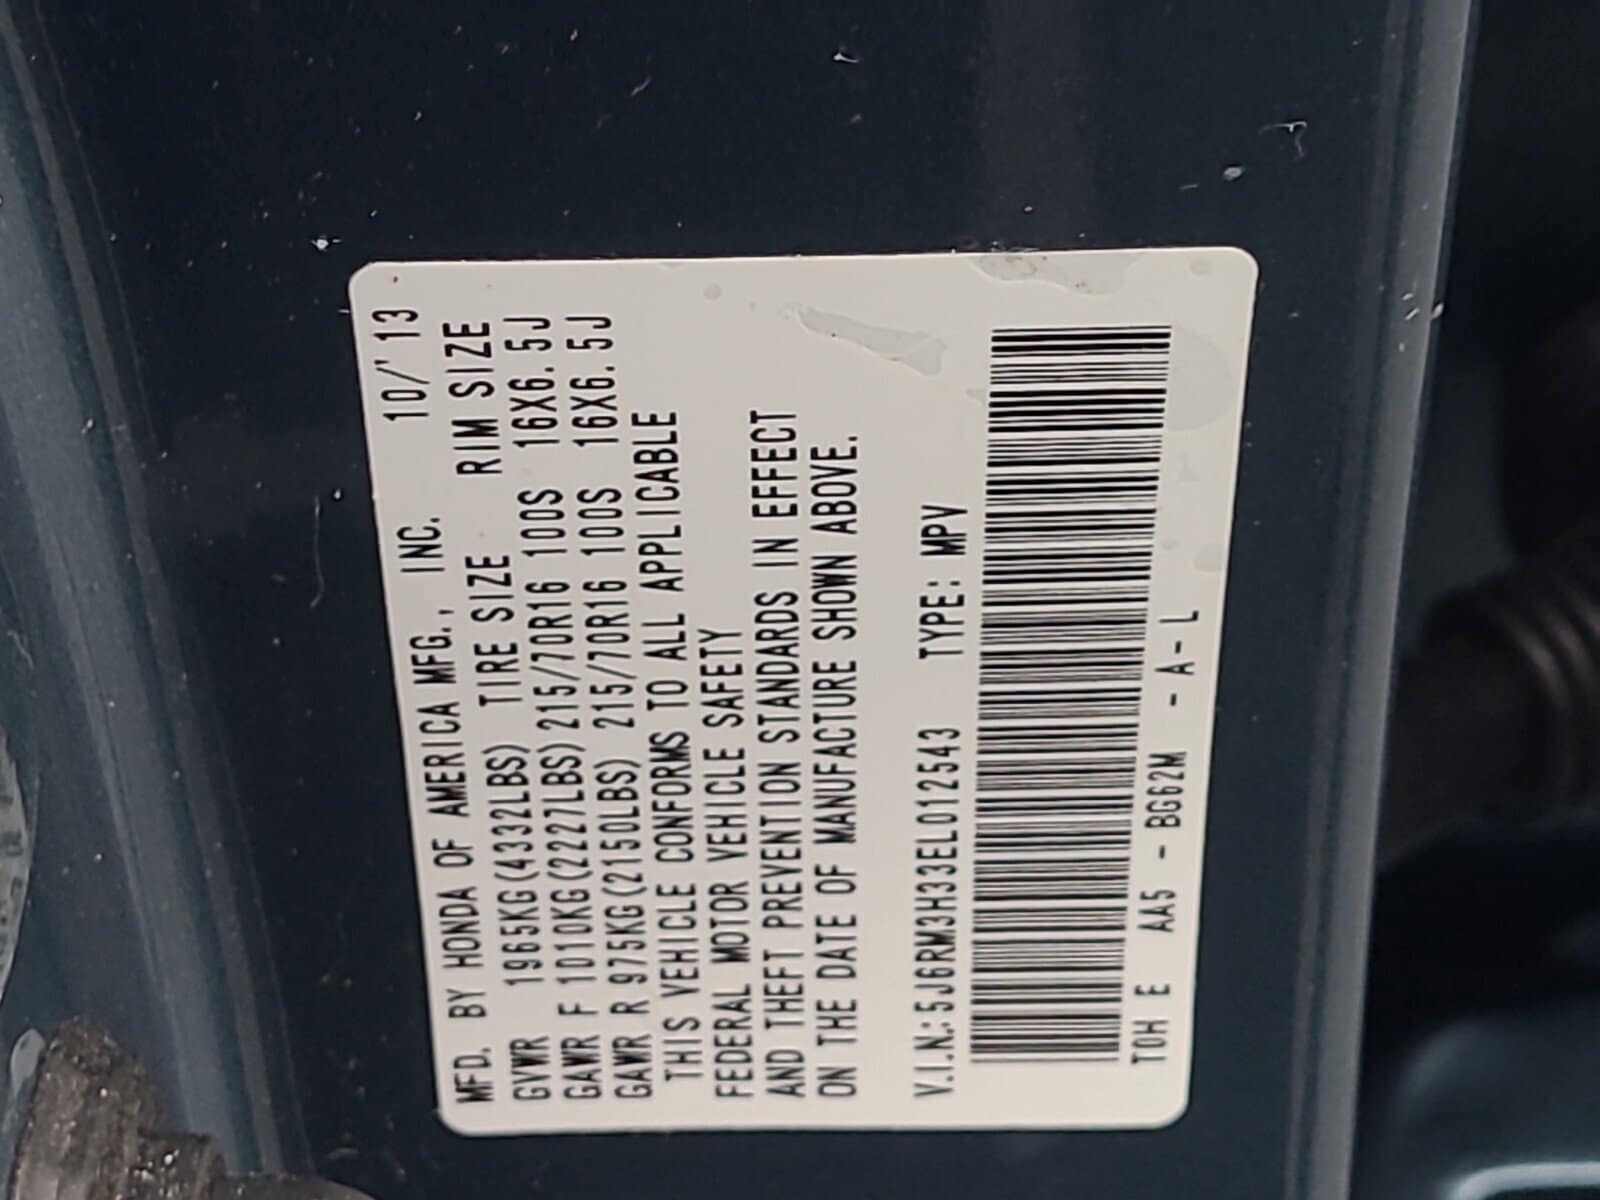 MFD. BY HONDA OF AMERICA MFG., INC. 10/'13
GVWR 1965KG(4332LBS) TIRE SIZE RIM SIZE
GAWR F 1010KG(2227LBS) 215/70R16 100S 16X6.5J
GAWR R 975KG(2150LBS) 215/70R16 100S 16X6.5J
THIS VEHICLE CONFORMS TO ALL APPLICABLE
FEDERAL MOTOR VEHICLE SAFETY
AND THEFT PREVENTION STANDARDS IN EFFECT
ON THE DATE OF MANUFACTURE SHOWN ABOVE.
V.I.N.: 5J6RM3H33EL012543 TYPE: MPV
TOH E AA5 - BG62M - A - L